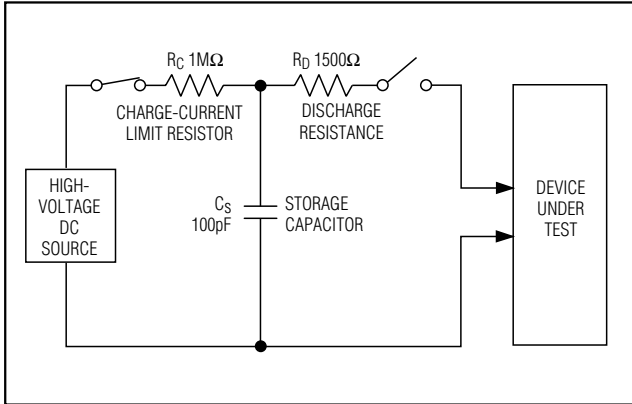 R_C 1MΩ
CHARGE-CURRENT
LIMIT RESISTOR
R_D 1500Ω
DISCHARGE
RESISTANCE
HIGH-
VOLTAGE
DC
SOURCE
C_S
100pF
STORAGE
CAPACITOR
DEVICE
UNDER
TEST